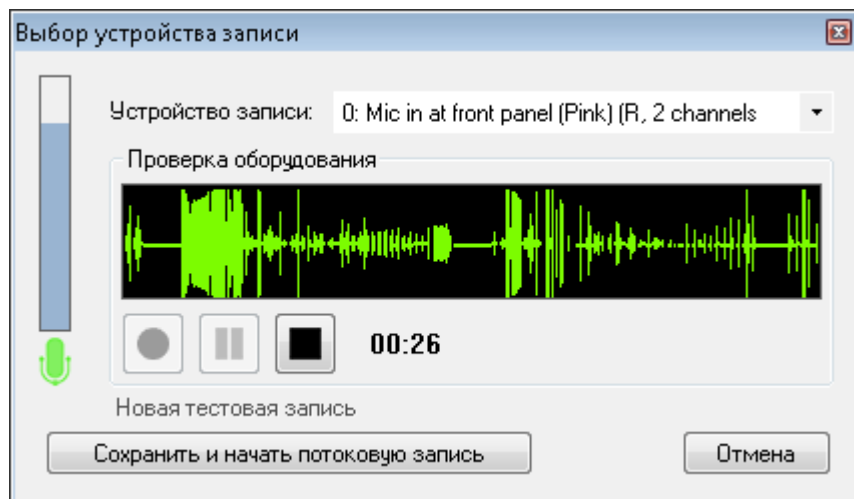 Выбор устройства записи
Устройство записи: 0: Mic in at front panel (Pink) (R, 2 channels
Проверка оборудования
00:26
Новая тестовая запись
Сохранить и начать потоковую запись Отмена